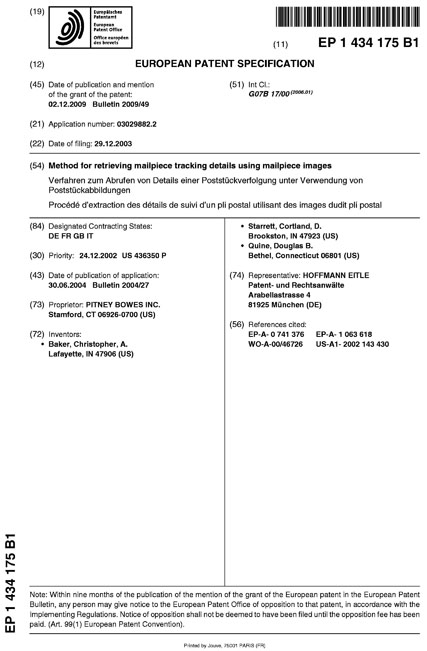 (19)
Europäisches
Patentamt
European
Patent Office
Office européen
des brevets
(11) EP 1 434 175 B1
(12) EUROPEAN PATENT SPECIFICATION
(45) Date of publication and mention
of the grant of the patent:
02.12.2009 Bulletin 2009/49
(51) Int Cl.:
G07B 17/00 (2006.01)
(21) Application number: 03029882.2
(22) Date of filing: 29.12.2003
(54) Method for retrieving mailpiece tracking details using mailpiece images
Verfahren zum Abrufen von Details einer Poststückverfolgung unter Verwendung von
Poststückabbildungen
Procédé d'extraction des détails de suivi d'un pli postal utilisant des images dudit pli postal
(84) Designated Contracting States:
DE FR GB IT
(30) Priority: 24.12.2002 US 436350 P
(43) Date of publication of application:
30.06.2004 Bulletin 2004/27
(73) Proprietor: PITNEY BOWES INC.
Stamford, CT 06926-0700 (US)
(72) Inventors:
• Baker, Christopher, A.
Lafayette, IN 47906 (US)
• Starrett, Cortland, D.
Brookston, IN 47923 (US)
• Quine, Douglas B.
Bethel, Connecticut 06801 (US)
(74) Representative: HOFFMANN EITLE
Patent- und Rechtsanwälte
Arabellastrasse 4
81925 München (DE)
(56) References cited:
EP-A- 0 741 376 EP-A- 1 063 618
WO-A-00/46726 US-A1- 2002 143 430
EP 1 434 175 B1
Note: Within nine months of the publication of the mention of the grant of the European patent in the European Patent
Bulletin, any person may give notice to the European Patent Office of opposition to that patent, in accordance with the
Implementing Regulations. Notice of opposition shall not be deemed to have been filed until the opposition fee has been
paid. (Art. 99(1) European Patent Convention).
Printed by Jouve, 75001 PARIS (FR)